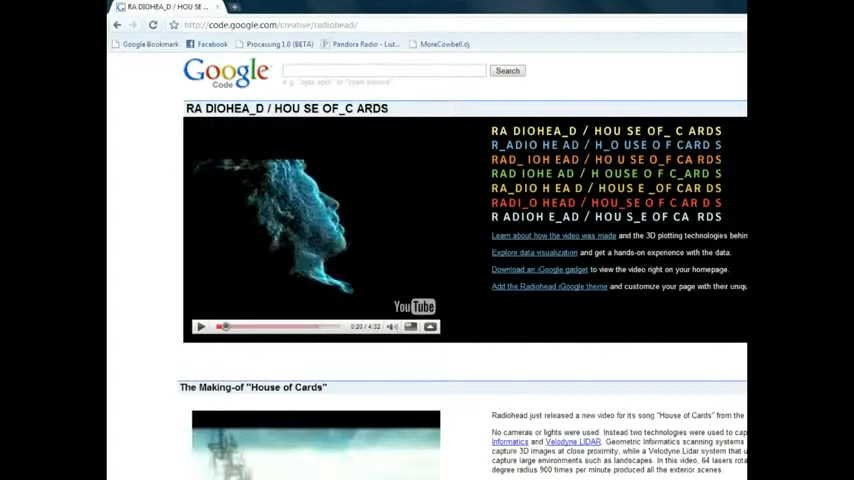 RA DIOHEA_D / HOU SE ...
http://code.google.com/creative/radiohead/
Google Bookmark Facebook Processing 1.0 (BETA) Pandora Radio - List... MoreCowbell.dj
Google Code
Search
e.g. "ajax apis" or "open source"
RA DIOHEA_D / HOU SE OF_C ARDS
RA DIOHEA_D / HOU SE OF_ C ARDS
R_ADIO HE AD / H_O USE O F CARD S
RAD_ IOH EAD / HO U SE O_F CA RDS
RAD IOHE AD / H OUSE O F C_ARD S
RA_DIO H EA D / HOUS E _OF CAR DS
RADI_O HEAD / HOU_SE O F C AR D S
R ADIOH E_AD / HOU S_E OF CA RDS
Learn about how the video was made and the 3D plotting technologies behin
Explore data visualization and get a hands-on experience with the data.
Download an iGoogle gadget to view the video right on your homepage.
Add the Radiohead iGoogle theme and customize your page with their uniqu
YouTube
0:20 / 4:32
The Making-of "House of Cards"
Radiohead just released a new video for its song "House of Cards" from the
No cameras or lights were used. Instead two technologies were used to cap
Informatics and Velodyne LIDAR. Geometric Informatics scanning systems
capture 3D images at close proximity, while a Velodyne Lidar system that u
capture large environments such as landscapes. In this video, 64 lasers rota
degree radius 900 times per minute produced all the exterior scenes.